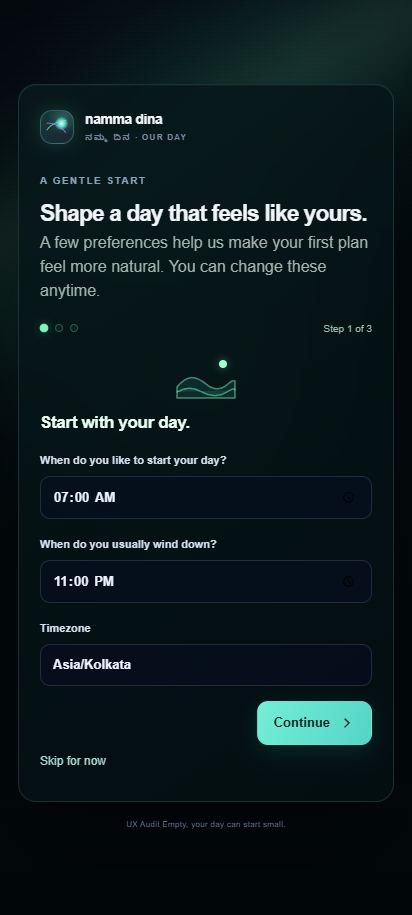 namma dina
ನಮ್ಮ ದಿನ · OUR DAY
A GENTLE START
Shape a day that feels like yours.
A few preferences help us make your first plan
feel more natural. You can change these
anytime.
Step 1 of 3
Start with your day.
When do you like to start your day?
07:00 AM
When do you usually wind down?
11:00 PM
Timezone
Asia/Kolkata
Continue
Skip for now
UX Audit Empty, your day can start small.